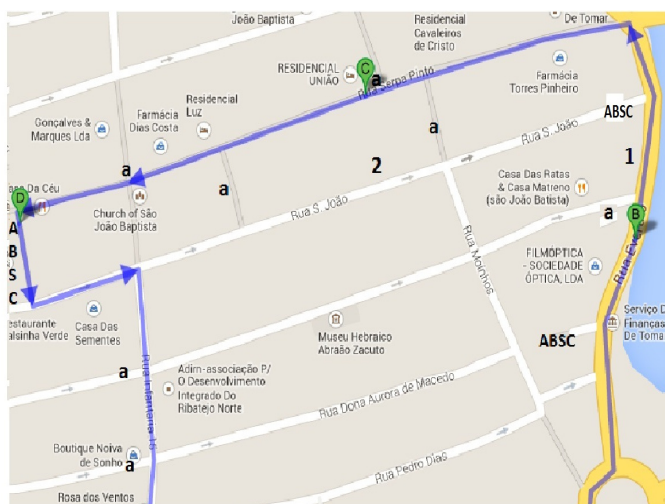 João Baptista
Residencial
Cavaleiros
de Cristo
De Tomar
RESIDENCIAL
UNIÃO
C
a
Rua Serpa Pinto
Farmácia
Torres Pinheiro
Gonçalves &
Marques Lda
Farmácia
Dias Costa
Residencial
Luz
a
ABSC
1
a
a
2
Rua S. João
Casa Das Ratas
& Casa Matreno
(são João Batista)
a
B
D
Da Céu
Church of São
João Baptista
A
B
S
C
Rua S. João
Rua Moinhos
FILMÓPTICA
- SOCIEDADE
ÓPTICA, LDA
Casa Das
Sementes
Museu Hebraico
Abraão Zacuto
ABSC
Serviço D
Finanças
De Toma
a
Adirn-associação P/
O Desenvolvimento
Integrado Do
Ribatejo Norte
Rua Dona Aurora de Macedo
Boutique Noiva
de Sonho
a
Rua Pedro Dias
Rosa dos Ventos